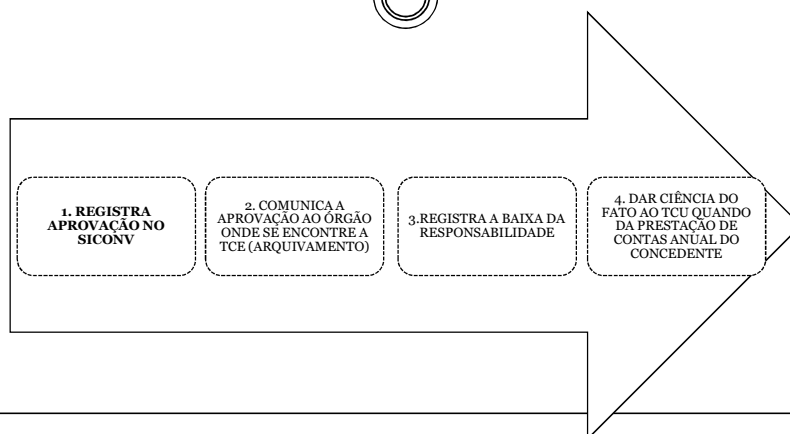 1. REGISTRA
APROVAÇÃO NO
SICONV
2. COMUNICA A
APROVAÇÃO AO ÓRGÃO
ONDE SE ENCONTRE A
TCE (ARQUIVAMENTO)
3.REGISTRA A BAIXA DA
RESPONSABILIDADE
4. DAR CIÊNCIA DO
FATO AO TCU QUANDO
DA PRESTAÇÃO DE
CONTAS ANUAL DO
CONCEDENTE